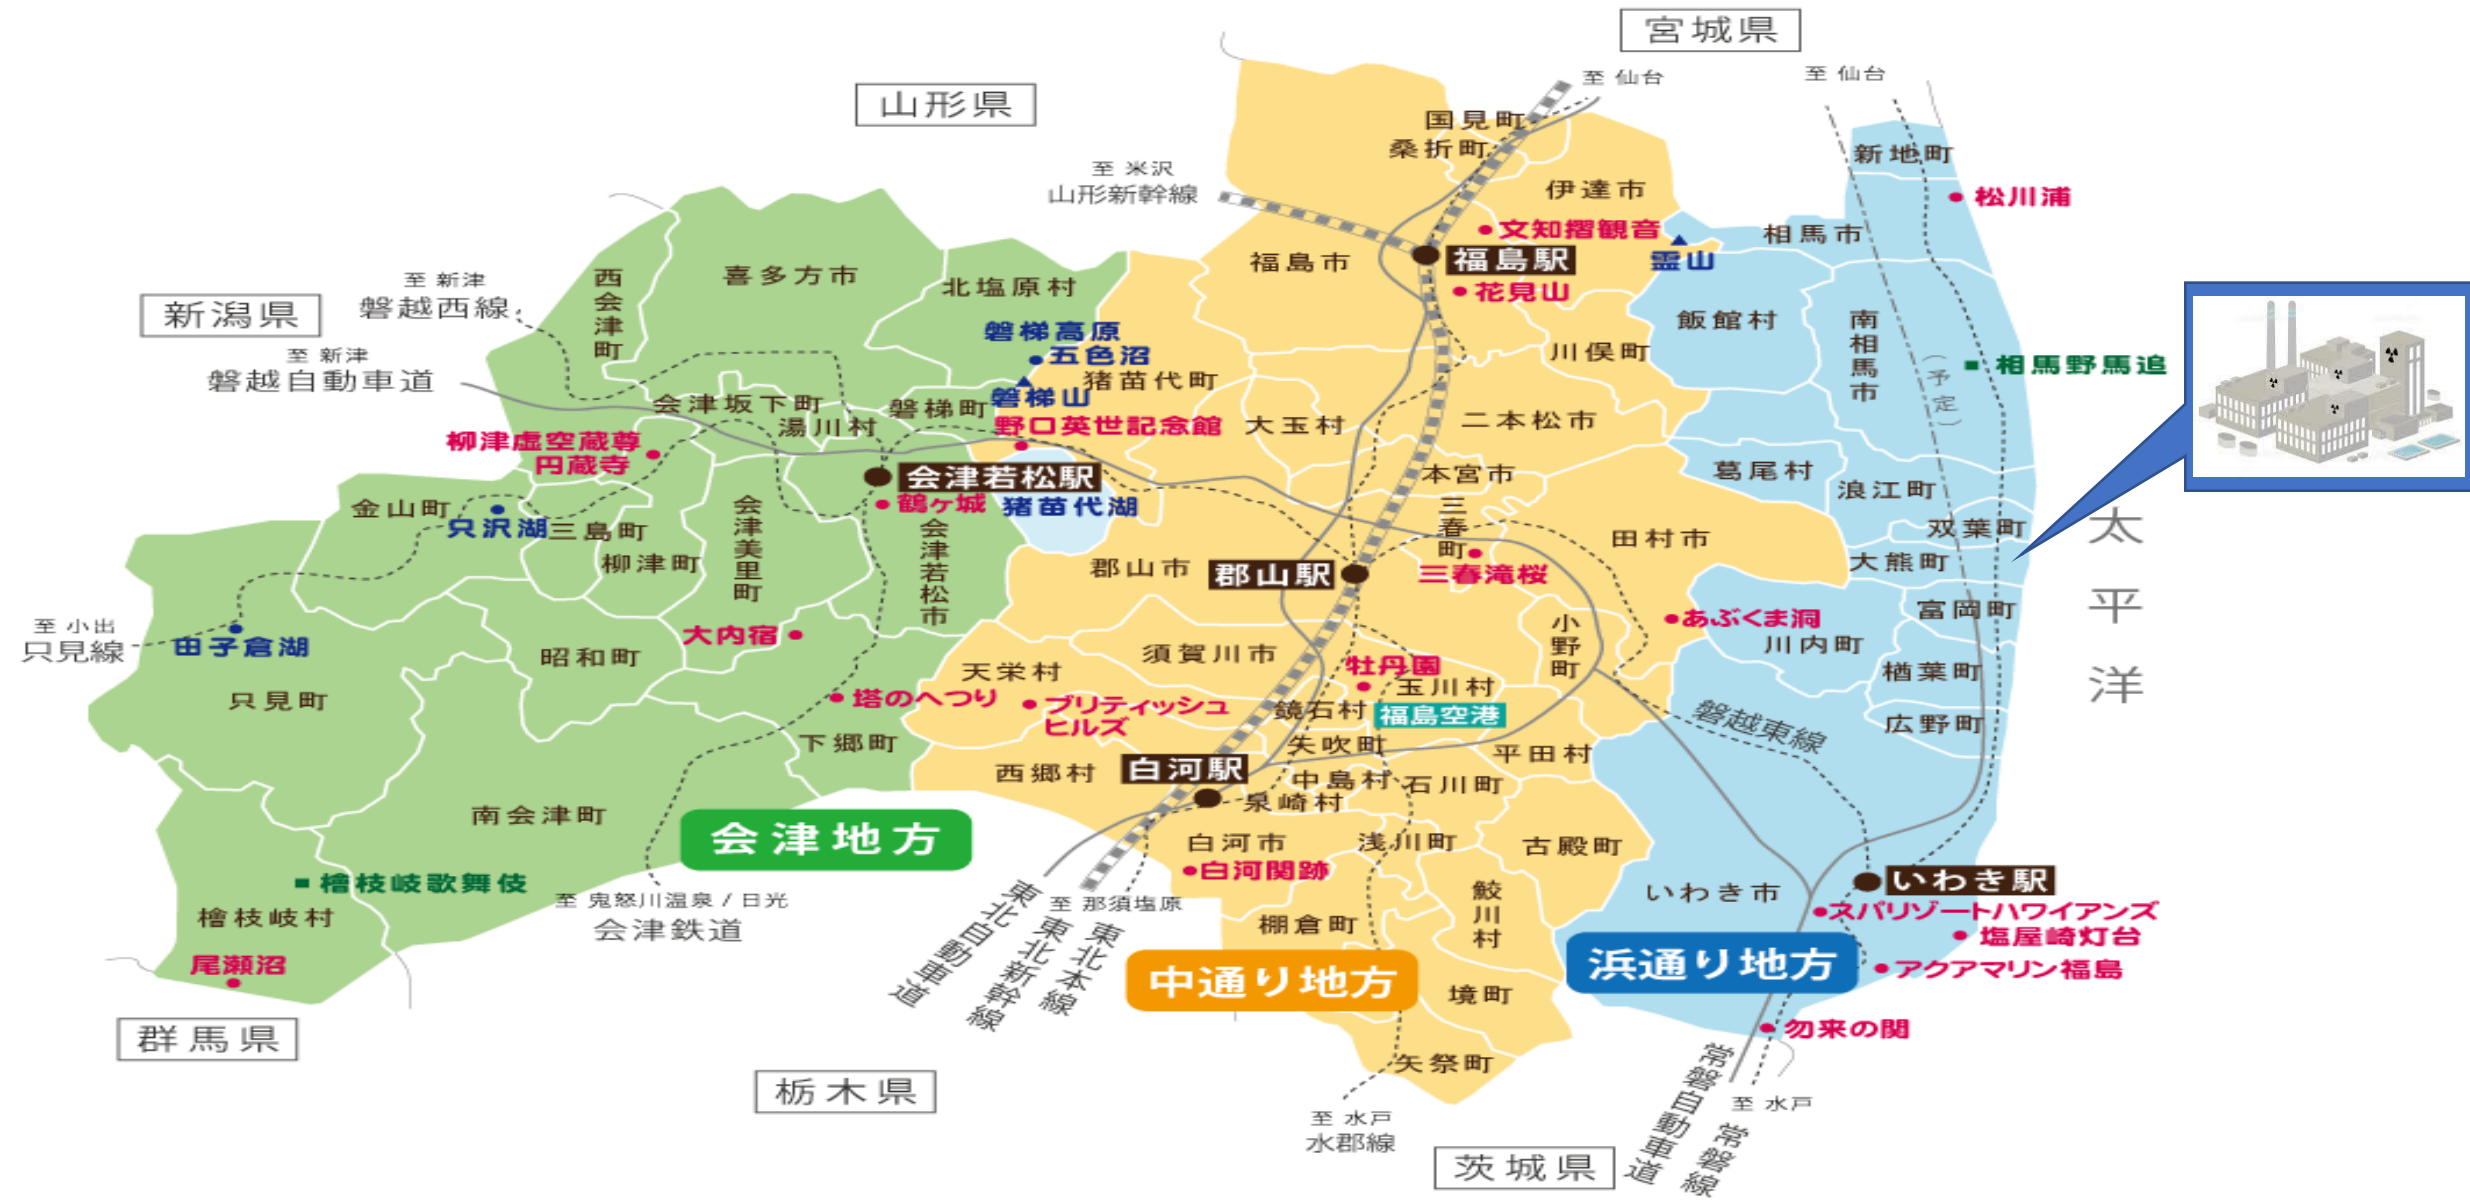 宮城県
山形県
新潟県
群馬県
栃木県
茨城県
太平洋
至 仙台
至 仙台
至 米沢
山形新幹線
至 新津
磐越西線
至 新津
磐越自動車道
至 小出
只見線
至 鬼怒川温泉 / 日光
会津鉄道
至 那須塩原
東北自動車道
東北新幹線
東北本線
至 水戸
水郡線
常磐自動車道
至 水戸
常磐線
磐越東線
(予定)
国見町
桑折町
伊達市
文知摺観音
福島市
福島駅
花見山
霊山
新地町
松川浦
相馬市
飯館村
南相馬市
相馬野馬追
川俣町
二本松市
大玉村
本宮市
葛尾村
浪江町
双葉町
大熊町
富岡町
川内町
楢葉町
広野町
西会津町
喜多方市
北塩原村
磐梯高原
五色沼
猪苗代町
磐梯山
野口英世記念館
会津坂下町
磐梯町
湯川村
柳津虚空蔵尊
円蔵寺
会津若松駅
鶴ヶ城
猪苗代湖
金山町
只沢湖
三島町
柳津町
会津美里町
会津若松市
大内宿
昭和町
由子倉湖
只見町
塔のへつり
下郷町
南会津町
会津地方
檜枝岐歌舞伎
檜枝岐村
尾瀬沼
郡山市
郡山駅
三春町
三春滝桜
田村市
あぶくま洞
小野町
須賀川市
天栄村
ブリティッシュ
ヒルズ
牡丹園
玉川村
鏡石村
福島空港
矢吹町
平田村
西郷村
白河駅
中島村
石川町
泉崎村
白河市
白河関跡
浅川町
古殿町
棚倉町
鮫川村
中通り地方
境町
矢祭町
いわき市
いわき駅
スパリゾートハワイアンズ
塩屋崎灯台
浜通り地方
アクアマリン福島
勿来の関